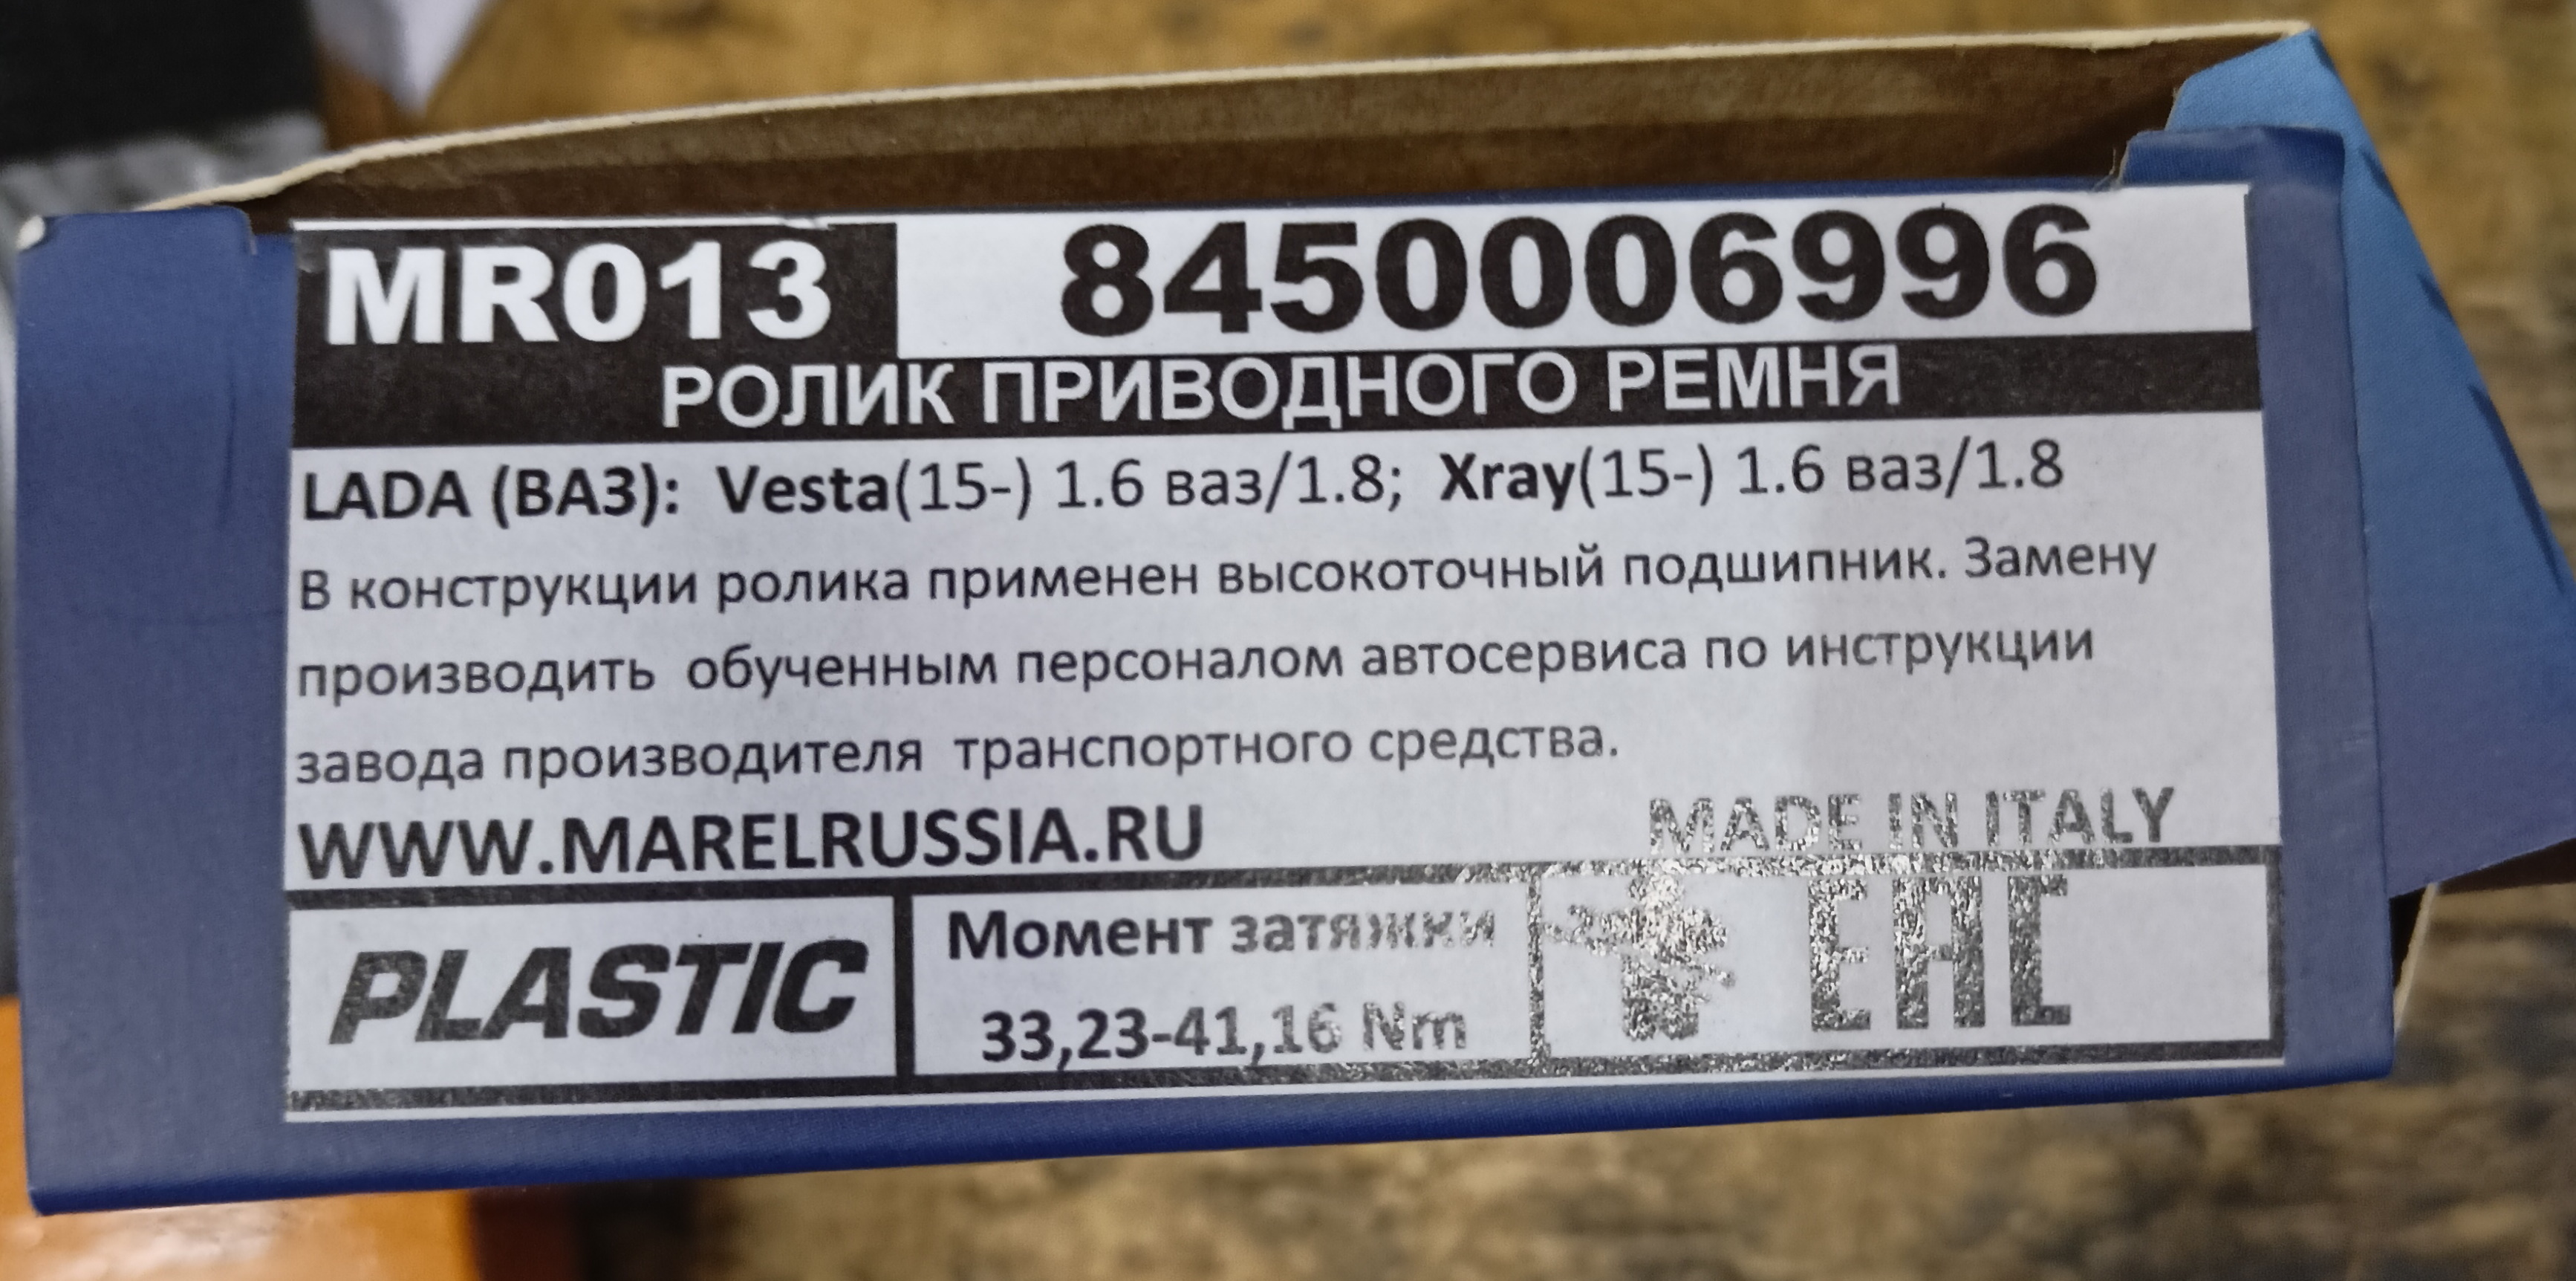 MR013 8450006996
РОЛИК ПРИВОДНОГО РЕМНЯ
LADA (ВАЗ): Vesta(15-) 1.6 ваз/1.8; Xray(15-) 1.6 ваз/1.8
В конструкции ролика применен высокоточный подшипник. Замену
производить обученным персоналом автосервиса по инструкции
завода производителя транспортного средства.
WWW.MARELRUSSIA.RU MADE IN ITALY
PLASTIC
Момент затяжки
33,23-41,16 Nm
EAC